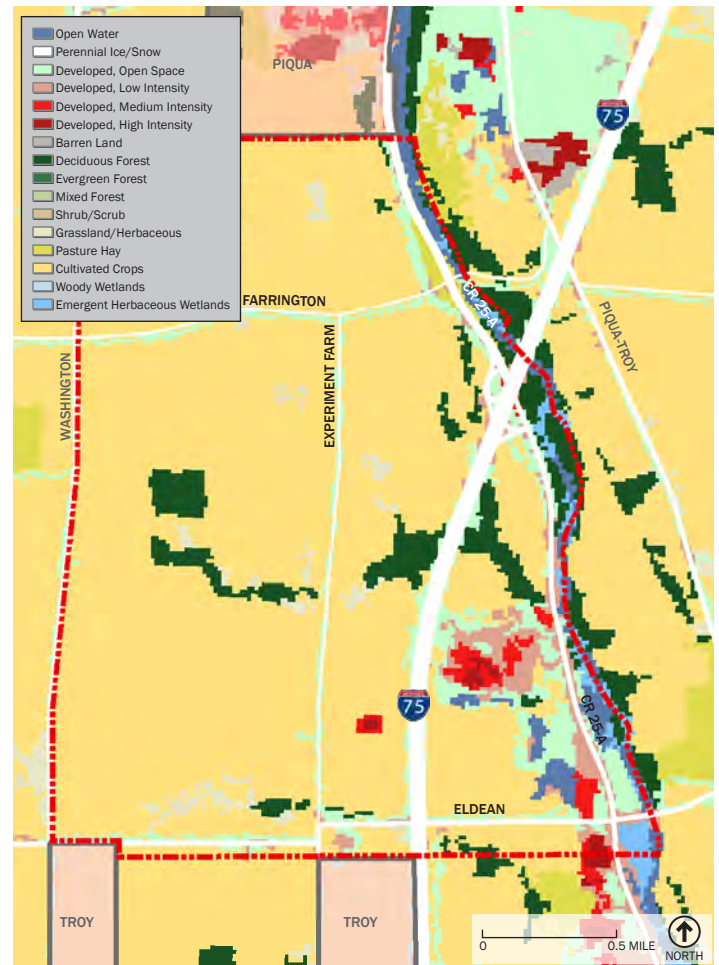 Open Water
Perennial Ice/Snow
Developed, Open Space
Developed, Low Intensity
Developed, Medium Intensity
Developed, High Intensity
Barren Land
Deciduous Forest
Evergreen Forest
Mixed Forest
Shrub/Scrub
Grassland/Herbaceous
Pasture Hay
Cultivated Crops
Woody Wetlands
Emergent Herbaceous Wetlands
PIQUA
75
FARRINGTON
CR 25-A
PIQUA-TROY
WASHINGTON
EXPERIMENT FARM
75
CR 25-A
ELDEAN
TROY
TROY
0
0.5 MILE
NORTH